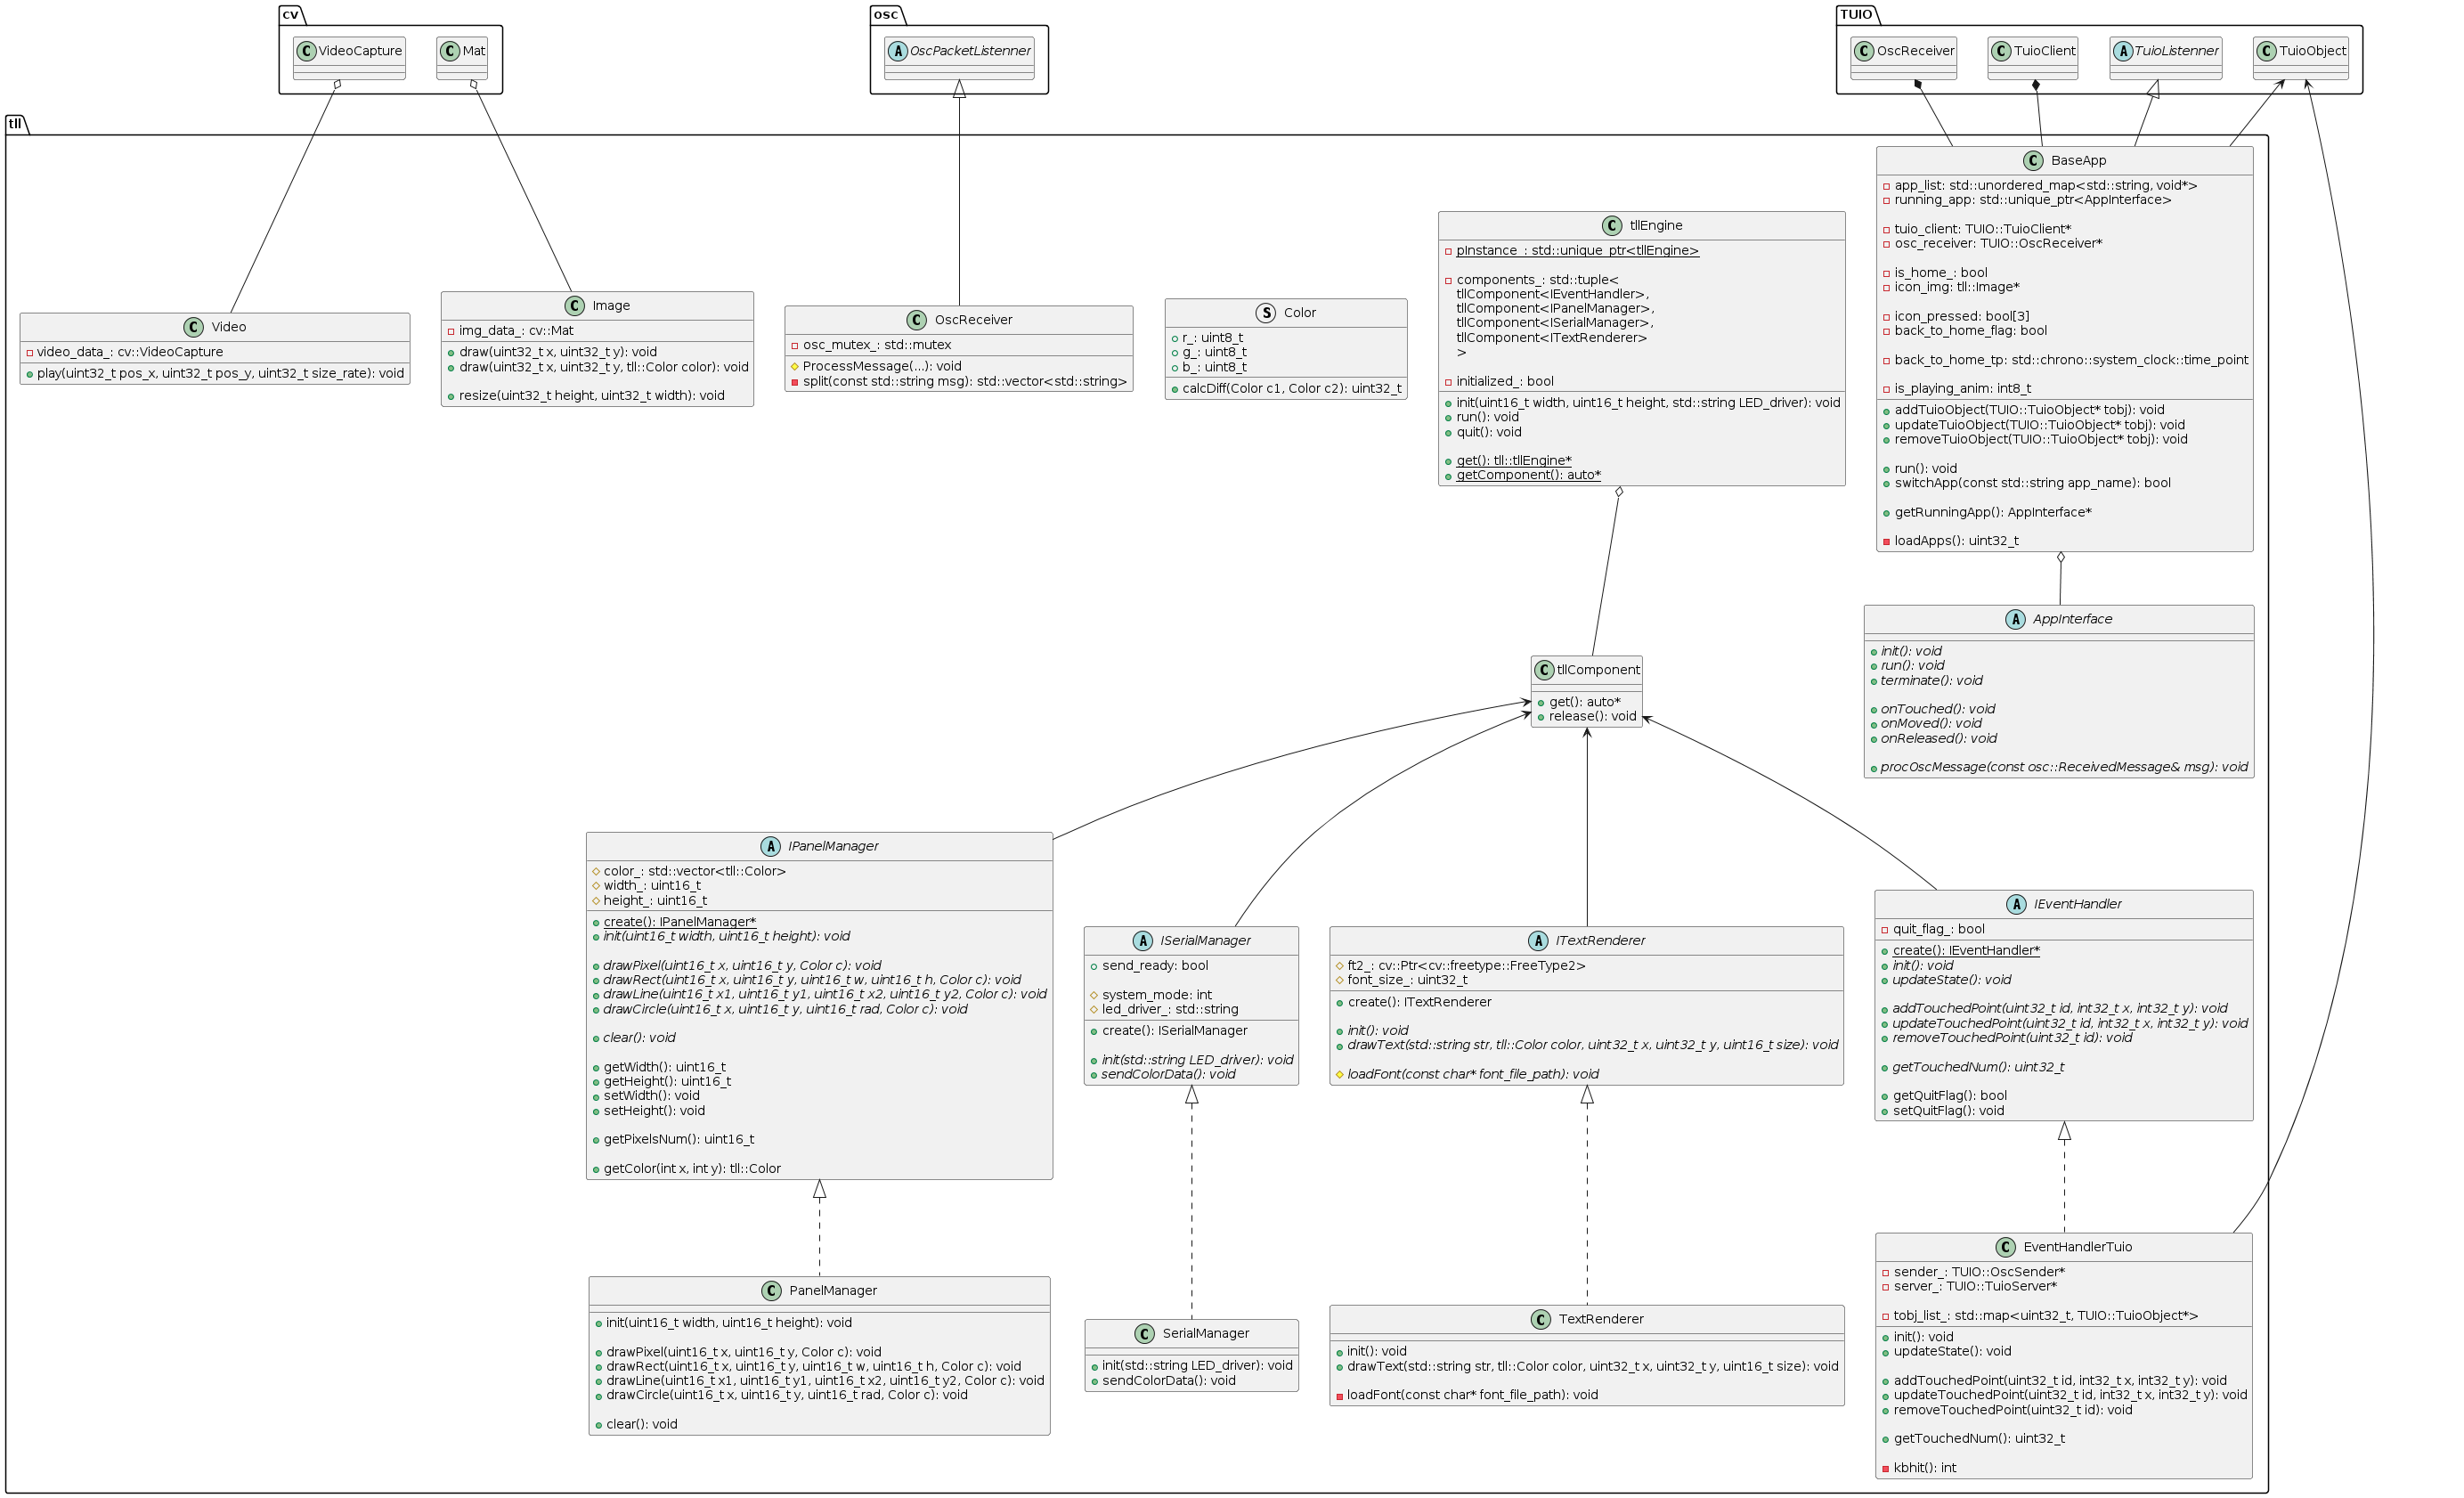 cv
VideoCapture
Mat
osc
OscPacketListenner
TUIO
OscReceiver
TuioClient
TuioListenner
TuioObject
tll
BaseApp
app_list: std::unordered_map<std::string, void*>
running_app: std::unique_ptr<AppInterface>
tuio_client: TUIO::TuioClient*
osc_receiver: TUIO::OscReceiver*
is_home_: bool
icon_img: tll::Image*
icon_pressed: bool[3]
back_to_home_flag: bool
back_to_home_tp: std::chrono::system_clock::time_point
is_playing_anim: int8_t
addTuioObject(TUIO::TuioObject* tobj): void
updateTuioObject(TUIO::TuioObject* tobj): void
removeTuioObject(TUIO::TuioObject* tobj): void
run(): void
switchApp(const std::string app_name): bool
getRunningApp(): AppInterface*
loadApps(): uint32_t
tllEngine
pInstance_: std::unique_ptr<tllEngine>
components_: std::tuple<
tllComponent<IEventHandler>,
tllComponent<IPanelManager>,
tllComponent<ISerialManager>,
tllComponent<ITextRenderer>
>
initialized_: bool
init(uint16_t width, uint16_t height, std::string LED_driver): void
run(): void
quit(): void
get(): tll::tllEngine*
getComponent(): auto*
Video
video_data_: cv::VideoCapture
play(uint32_t pos_x, uint32_t pos_y, uint32_t size_rate): void
Image
img_data_: cv::Mat
draw(uint32_t x, uint32_t y): void
draw(uint32_t x, uint32_t y, tll::Color color): void
resize(uint32_t height, uint32_t width): void
OscReceiver
osc_mutex_: std::mutex
ProcessMessage(...): void
split(const std::string msg): std::vector<std::string>
Color
r_: uint8_t
g_: uint8_t
b_: uint8_t
calcDiff(Color c1, Color c2): uint32_t
tllComponent
get(): auto*
release(): void
AppInterface
init(): void
run(): void
terminate(): void
onTouched(): void
onMoved(): void
onReleased(): void
procOscMessage(const osc::ReceivedMessage& msg): void
IPanelManager
color_: std::vector<tll::Color>
width_: uint16_t
height_: uint16_t
create(): IPanelManager*
init(uint16_t width, uint16_t height): void
drawPixel(uint16_t x, uint16_t y, Color c): void
drawRect(uint16_t x, uint16_t y, uint16_t w, uint16_t h, Color c): void
drawLine(uint16_t x1, uint16_t y1, uint16_t x2, uint16_t y2, Color c): void
drawCircle(uint16_t x, uint16_t y, uint16_t rad, Color c): void
clear(): void
getWidth(): uint16_t
getHeight(): uint16_t
setWidth(): void
setHeight(): void
getPixelsNum(): uint16_t
getColor(int x, int y): tll::Color
ISerialManager
send_ready: bool
system_mode: int
led_driver_: std::string
create(): ISerialManager
init(std::string LED_driver): void
sendColorData(): void
ITextRenderer
ft2_: cv::Ptr<cv::freetype::FreeType2>
font_size_: uint32_t
create(): ITextRenderer
init(): void
drawText(std::string str, tll::Color color, uint32_t x, uint32_t y, uint16_t size): void
loadFont(const char* font_file_path): void
IEventHandler
quit_flag_: bool
create(): IEventHandler*
init(): void
updateState(): void
addTouchedPoint(uint32_t id, int32_t x, int32_t y): void
updateTouchedPoint(uint32_t id, int32_t x, int32_t y): void
removeTouchedPoint(uint32_t id): void
getTouchedNum(): uint32_t
getQuitFlag(): bool
setQuitFlag(): void
PanelManager
init(uint16_t width, uint16_t height): void
drawPixel(uint16_t x, uint16_t y, Color c): void
drawRect(uint16_t x, uint16_t y, uint16_t w, uint16_t h, Color c): void
drawLine(uint16_t x1, uint16_t y1, uint16_t x2, uint16_t y2, Color c): void
drawCircle(uint16_t x, uint16_t y, uint16_t rad, Color c): void
clear(): void
SerialManager
init(std::string LED_driver): void
sendColorData(): void
TextRenderer
init(): void
drawText(std::string str, tll::Color color, uint32_t x, uint32_t y, uint16_t size): void
loadFont(const char* font_file_path): void
EventHandlerTuio
sender_: TUIO::OscSender*
server_: TUIO::TuioServer*
tobj_list_: std::map<uint32_t, TUIO::TuioObject*>
init(): void
updateState(): void
addTouchedPoint(uint32_t id, int32_t x, int32_t y): void
updateTouchedPoint(uint32_t id, int32_t x, int32_t y): void
removeTouchedPoint(uint32_t id): void
getTouchedNum(): uint32_t
kbhit(): int